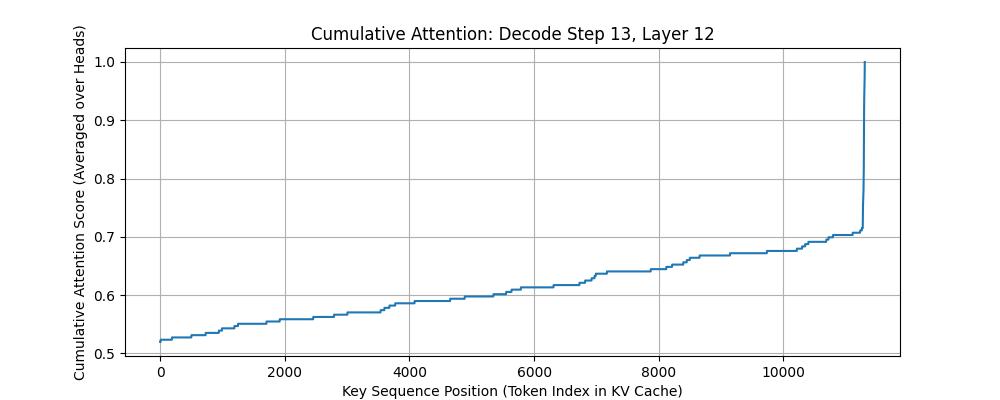 Cumulative Attention: Decode Step 13, Layer 12
Cumulative Attention Score (Averaged over Heads)
1.0
0.9
0.8
0.7
0.6
0.5
0 2000 4000 6000 8000 10000
Key Sequence Position (Token Index in KV Cache)